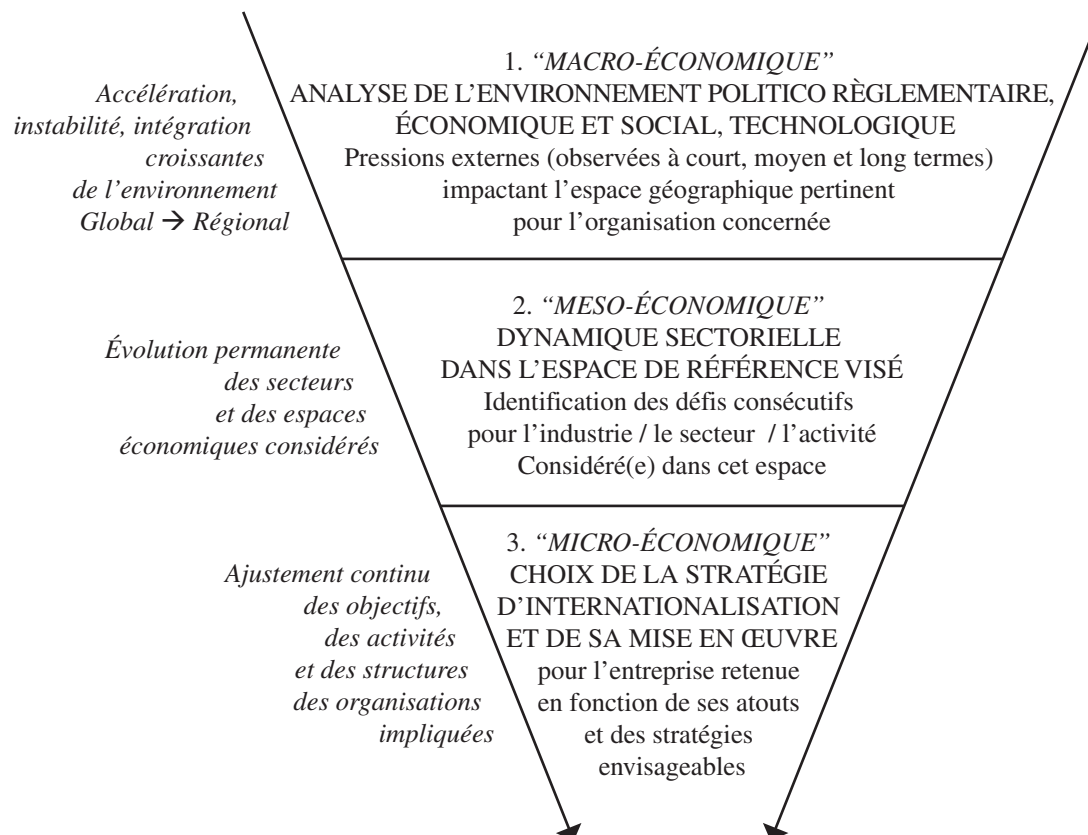 1. “MACRO-ÉCONOMIQUE”
ANALYSE DE L’ENVIRONNEMENT POLITICO RÈGLEMENTAIRE,
ÉCONOMIQUE ET SOCIAL, TECHNOLOGIQUE
Pressions externes (observées à court, moyen et long termes)
impactant l’espace géographique pertinent
pour l’organisation concernée
Accélération,
instabilité, intégration
croissantes
de l’environnement
Global → Régional
2. “MESO-ÉCONOMIQUE”
DYNAMIQUE SECTORIELLE
DANS L’ESPACE DE RÉFÉRENCE VISÉ
Identification des défis consécutifs
pour l’industrie / le secteur / l’activité
Considéré(e) dans cet espace
Évolution permanente
des secteurs
et des espaces
économiques considérés
3. “MICRO-ÉCONOMIQUE”
CHOIX DE LA STRATÉGIE
D’INTERNATIONALISATION
ET DE SA MISE EN ŒUVRE
pour l’entreprise retenue
en fonction de ses atouts
et des stratégies
envisageables
Ajustement continu
des objectifs,
des activités
et des structures
des organisations
impliquées